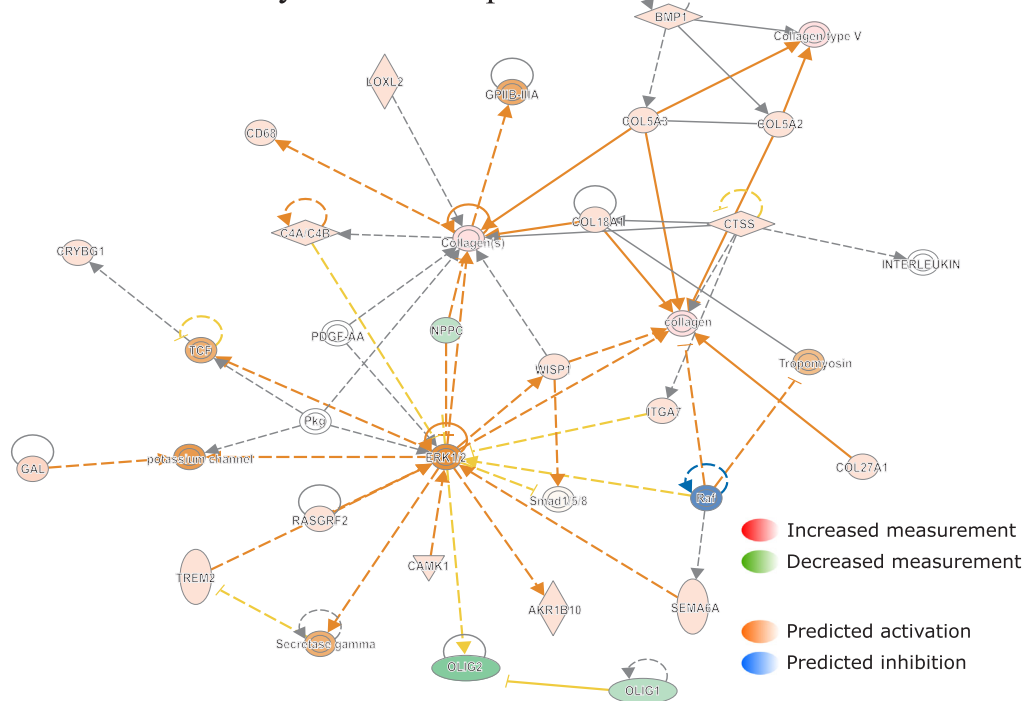 BMP1
Collagen type V
LOXL2
GPIIB-IIIA
COL5A3
COL5A2
CD68
C4A/C4B
Collagen(s)
COL18A1
CTSS
CRYBG1
INTERLEUKIN
PDGF-AA
NPPC
collagen
TCF
WISP1
Tropomyosin
Pkg
ITGA7
GAL
potassium channel
ERK1/2
COL27A1
Smad1/5/8
Raf
RASGRF2
Increased measurement
Decreased measurement
TREM2
CAMK1
AKR1B10
SEMA6A
Secretase gamma
Predicted activation
Predicted inhibition
OLIG2
OLIG1